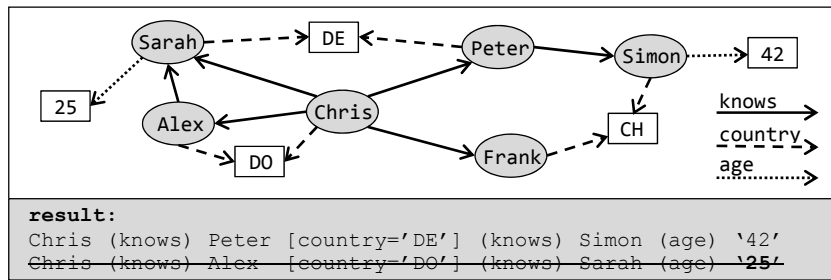 Sarah
DE
Peter
Simon
42
25
Alex
Chris
knows
country
age
DO
Frank
CH
result:
Chris (knows) Peter [country=’DE’] (knows) Simon (age) ‘42’
Chris (knows) Alex [country=’DO’] (knows) Sarah (age) ‘25’